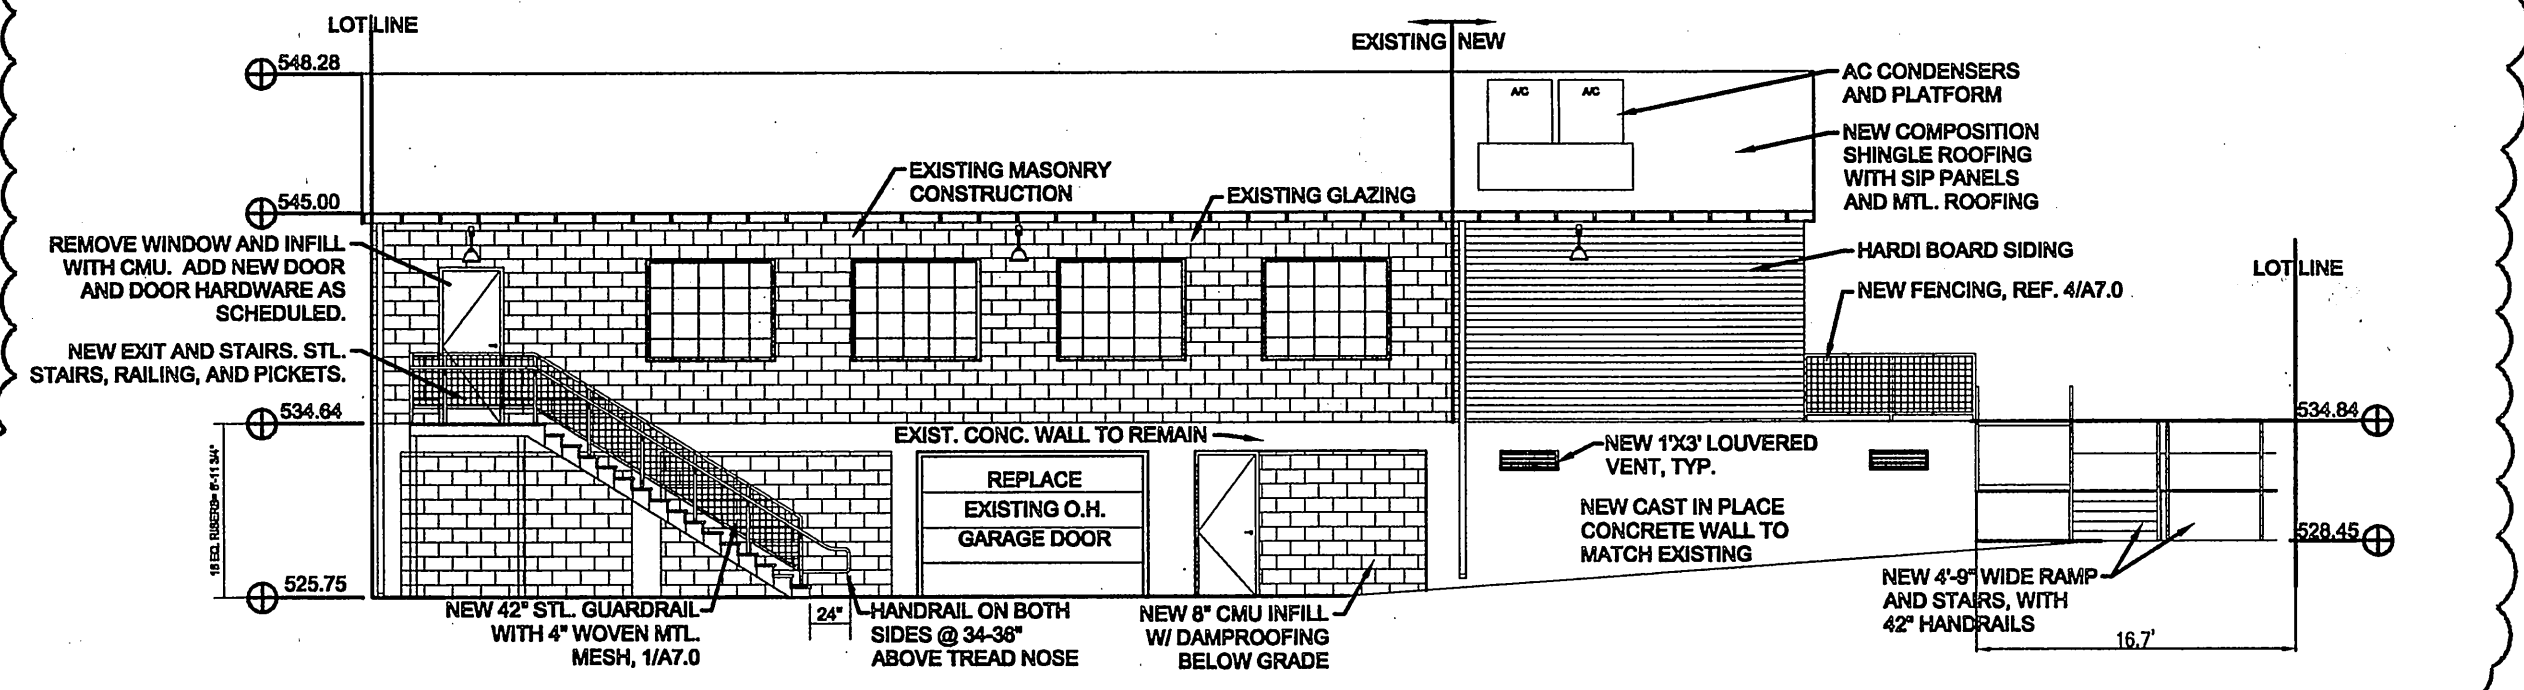 LOT LINE
EXISTING NEW
548.28
A/C
A/C
AC CONDENSERS
AND PLATFORM
NEW COMPOSITION
SHINGLE ROOFING
WITH SIP PANELS
AND MTL. ROOFING
EXISTING MASONRY
CONSTRUCTION
EXISTING GLAZING
545.00
REMOVE WINDOW AND INFILL
WITH CMU. ADD NEW DOOR
AND DOOR HARDWARE AS
SCHEDULED.
HARDI BOARD SIDING
LOT LINE
NEW FENCING, REF. 4/A7.0
NEW EXIT AND STAIRS. STL.
STAIRS, RAILING, AND PICKETS.
534.64
534.84
EXIST. CONC. WALL TO REMAIN
NEW 1'X3' LOUVERED
VENT, TYP.
REPLACE
EXISTING O.H.
GARAGE DOOR
NEW CAST IN PLACE
CONCRETE WALL TO
MATCH EXISTING
EQ. RISERS=
528.45
525.75
NEW 42" STL. GUARDRAIL
WITH 4" WOVEN MTL.
MESH, 1/A7.0
24"
HANDRAIL ON BOTH
SIDES @ 34-38"
ABOVE TREAD NOSE
NEW 8" CMU INFILL
W/ DAMPROOFING
BELOW GRADE
NEW 4'-9" WIDE RAMP
AND STAIRS, WITH
42" HANDRAILS
16.7'